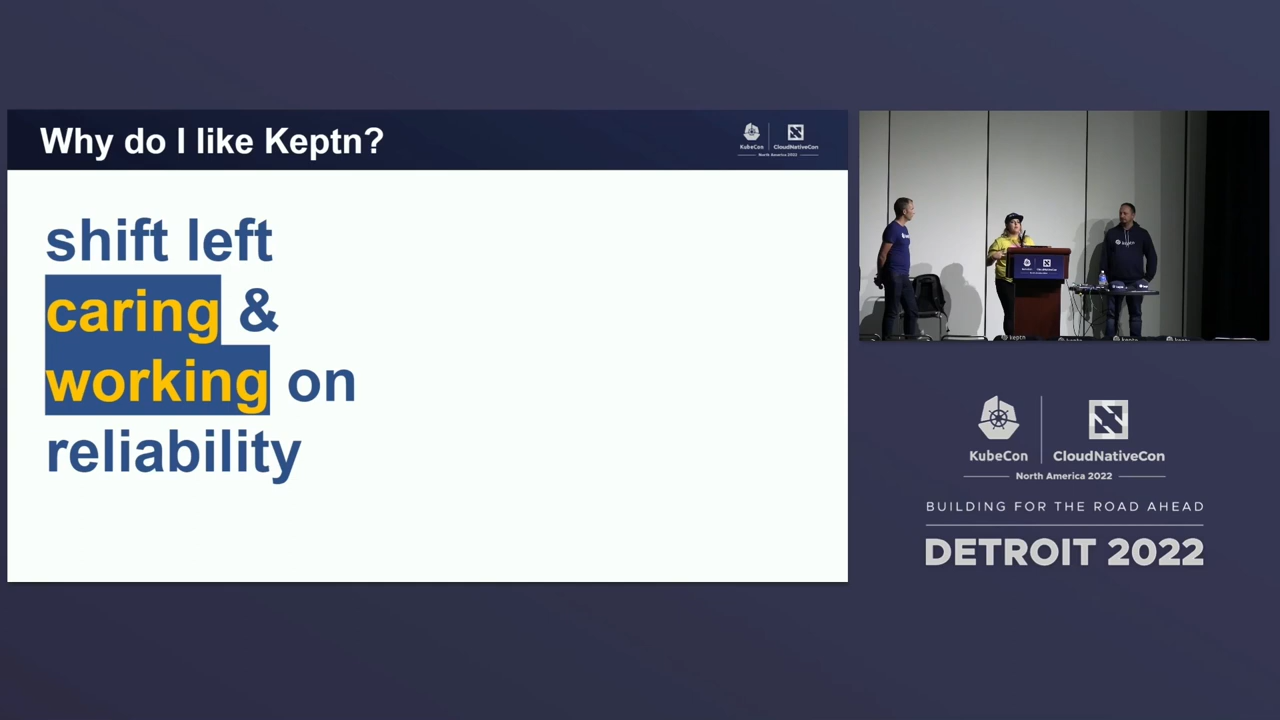 Why do I like Keptn?
KubeCon
CloudNativeCon
North America 2022
shift left
caring &
working on
reliability
keptn
KubeCon
CloudNativeCon
North America 2022
BUILDING FOR THE ROAD AHEAD
DETROIT 2022